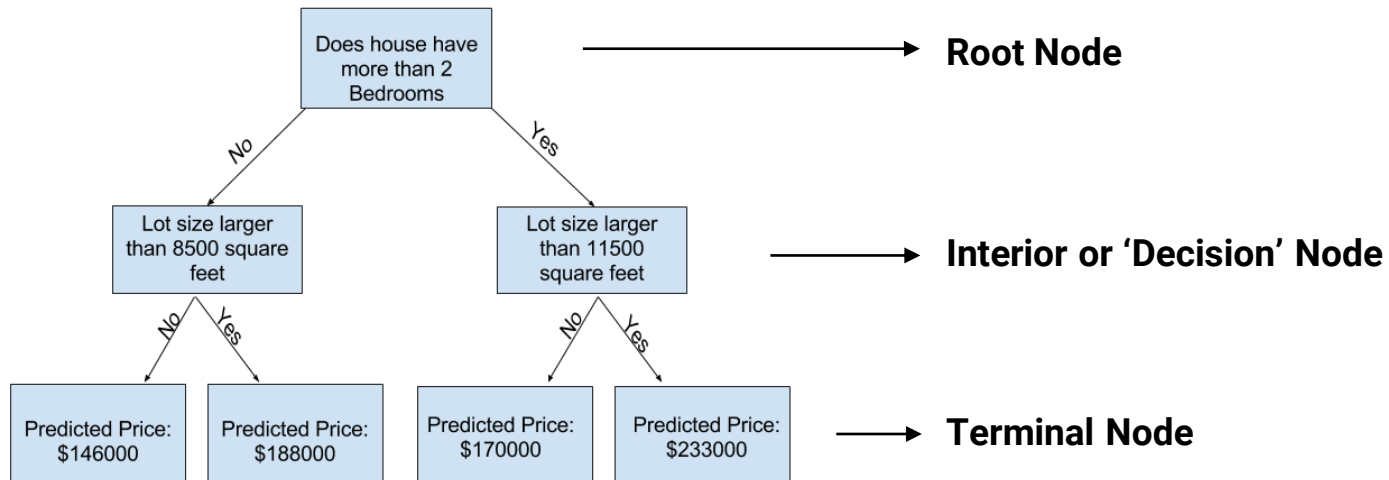 Does house have
more than 2
Bedrooms
Root Node
No
Yes
Lot size larger
than 8500 square
feet
Lot size larger
than 11500
square feet
Interior or ‘Decision’ Node
No
Yes
No
Yes
Predicted Price:
$146000
Predicted Price:
$188000
Predicted Price:
$170000
Predicted Price:
$233000
Terminal Node